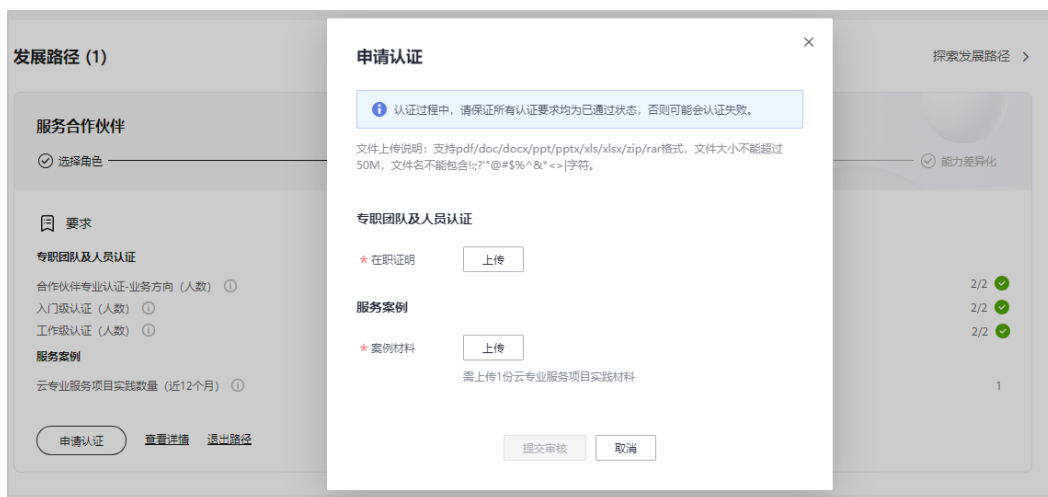 发展路径 (1)
探索发展路径
服务合作伙伴
选择角色
能力差异化
要求
专职团队及人员认证
合作伙伴专业认证-业务方向（人数）
2/2
入门级认证（人数）
2/2
工作级认证（人数）
2/2
服务案例
云专业服务项目实践数量（近12个月）
1
申请认证
查看详情
退出路径
申请认证
认证过程中，请保证所有认证要求均为已通过状态，否则可能会认证失败。
文件上传说明：支持pdf/doc/docx/ppt/pptx/xls/xlsx/zip/rar格式，文件大小不能超过
50M，文件名不能包含!:;?'"@#$%^&*<>|字符。
专职团队及人员认证
* 在职证明
上传
服务案例
* 案例材料
上传
需上传1份云专业服务项目实践材料
提交审核
取消